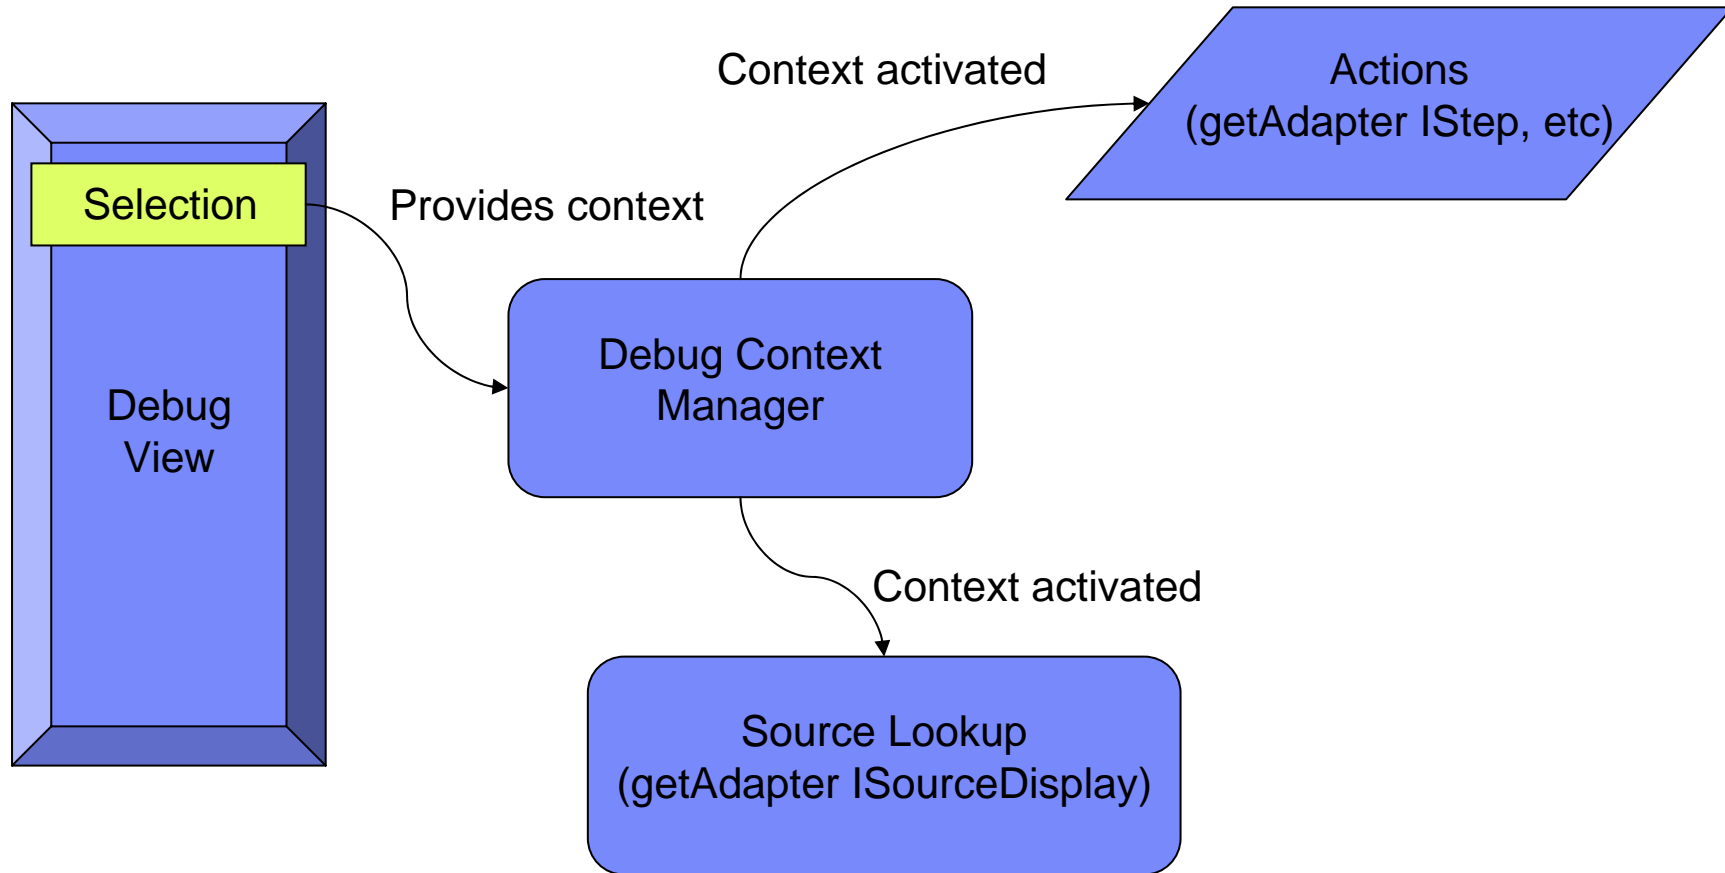 Context activated
Actions
(getAdapter IStep, etc)
Selection
Provides context
Debug Context
Manager
Debug
View
Context activated
Source Lookup
(getAdapter ISourceDisplay)